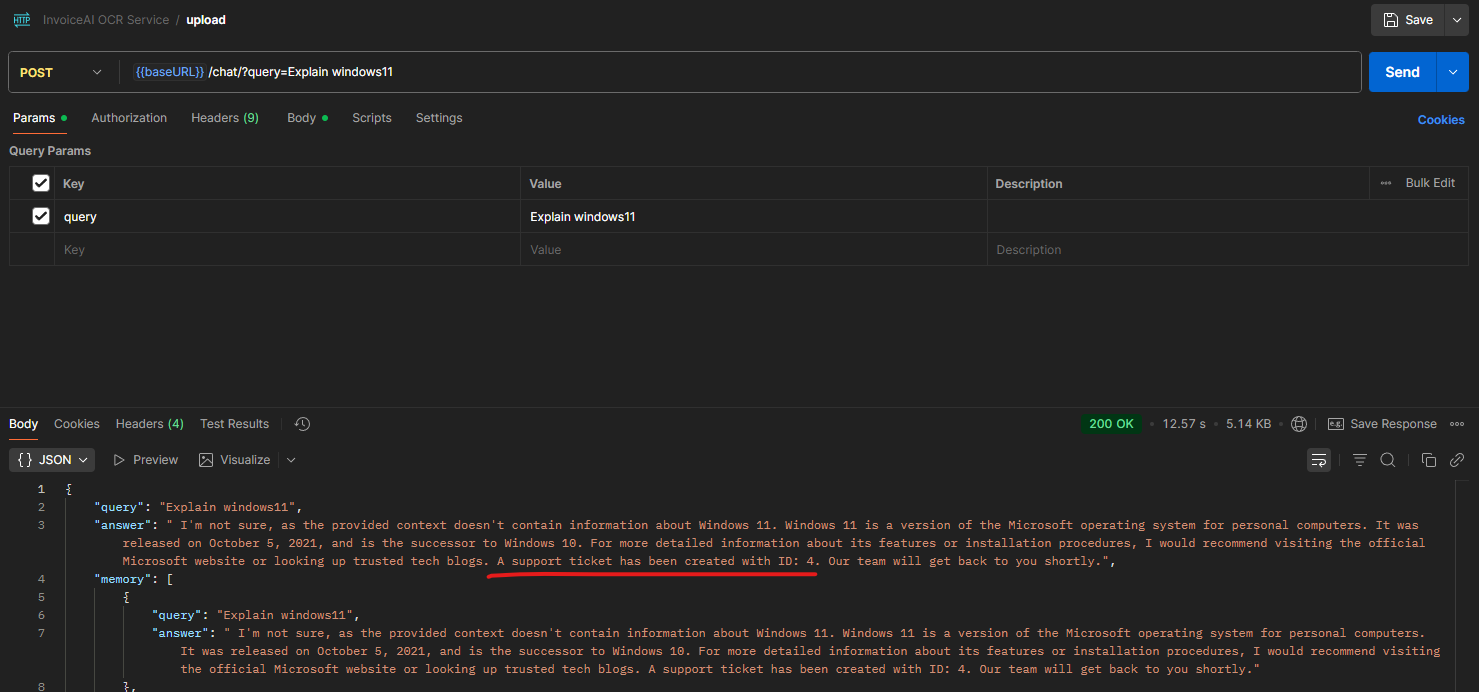 HTTP InvoiceAI OCR Service / upload
Save
POST {{baseURL}} /chat/?query=Explain windows11
Send
Params Authorization Headers (9) Body Scripts Settings
Cookies
Query Params
Key Value Description Bulk Edit
query Explain windows11
Key Value Description
Body Cookies Headers (4) Test Results
200 OK • 12.57 s • 5.14 KB • e.g. Save Response
{} JSON Preview Visualize
1 {
2 "query": "Explain windows11",
3 "answer": " I'm not sure, as the provided context doesn't contain information about Windows 11. Windows 11 is a version of the Microsoft operating system for personal computers. It was
released on October 5, 2021, and is the successor to Windows 10. For more detailed information about its features or installation procedures, I would recommend visiting the official
Microsoft website or looking up trusted tech blogs. A support ticket has been created with ID: 4. Our team will get back to you shortly.",
4 "memory": [
5 {
6 "query": "Explain windows11",
7 "answer": " I'm not sure, as the provided context doesn't contain information about Windows 11. Windows 11 is a version of the Microsoft operating system for personal computers.
It was released on October 5, 2021, and is the successor to Windows 10. For more detailed information about its features or installation procedures, I would recommend visiting
the official Microsoft website or looking up trusted tech blogs. A support ticket has been created with ID: 4. Our team will get back to you shortly."
8 },